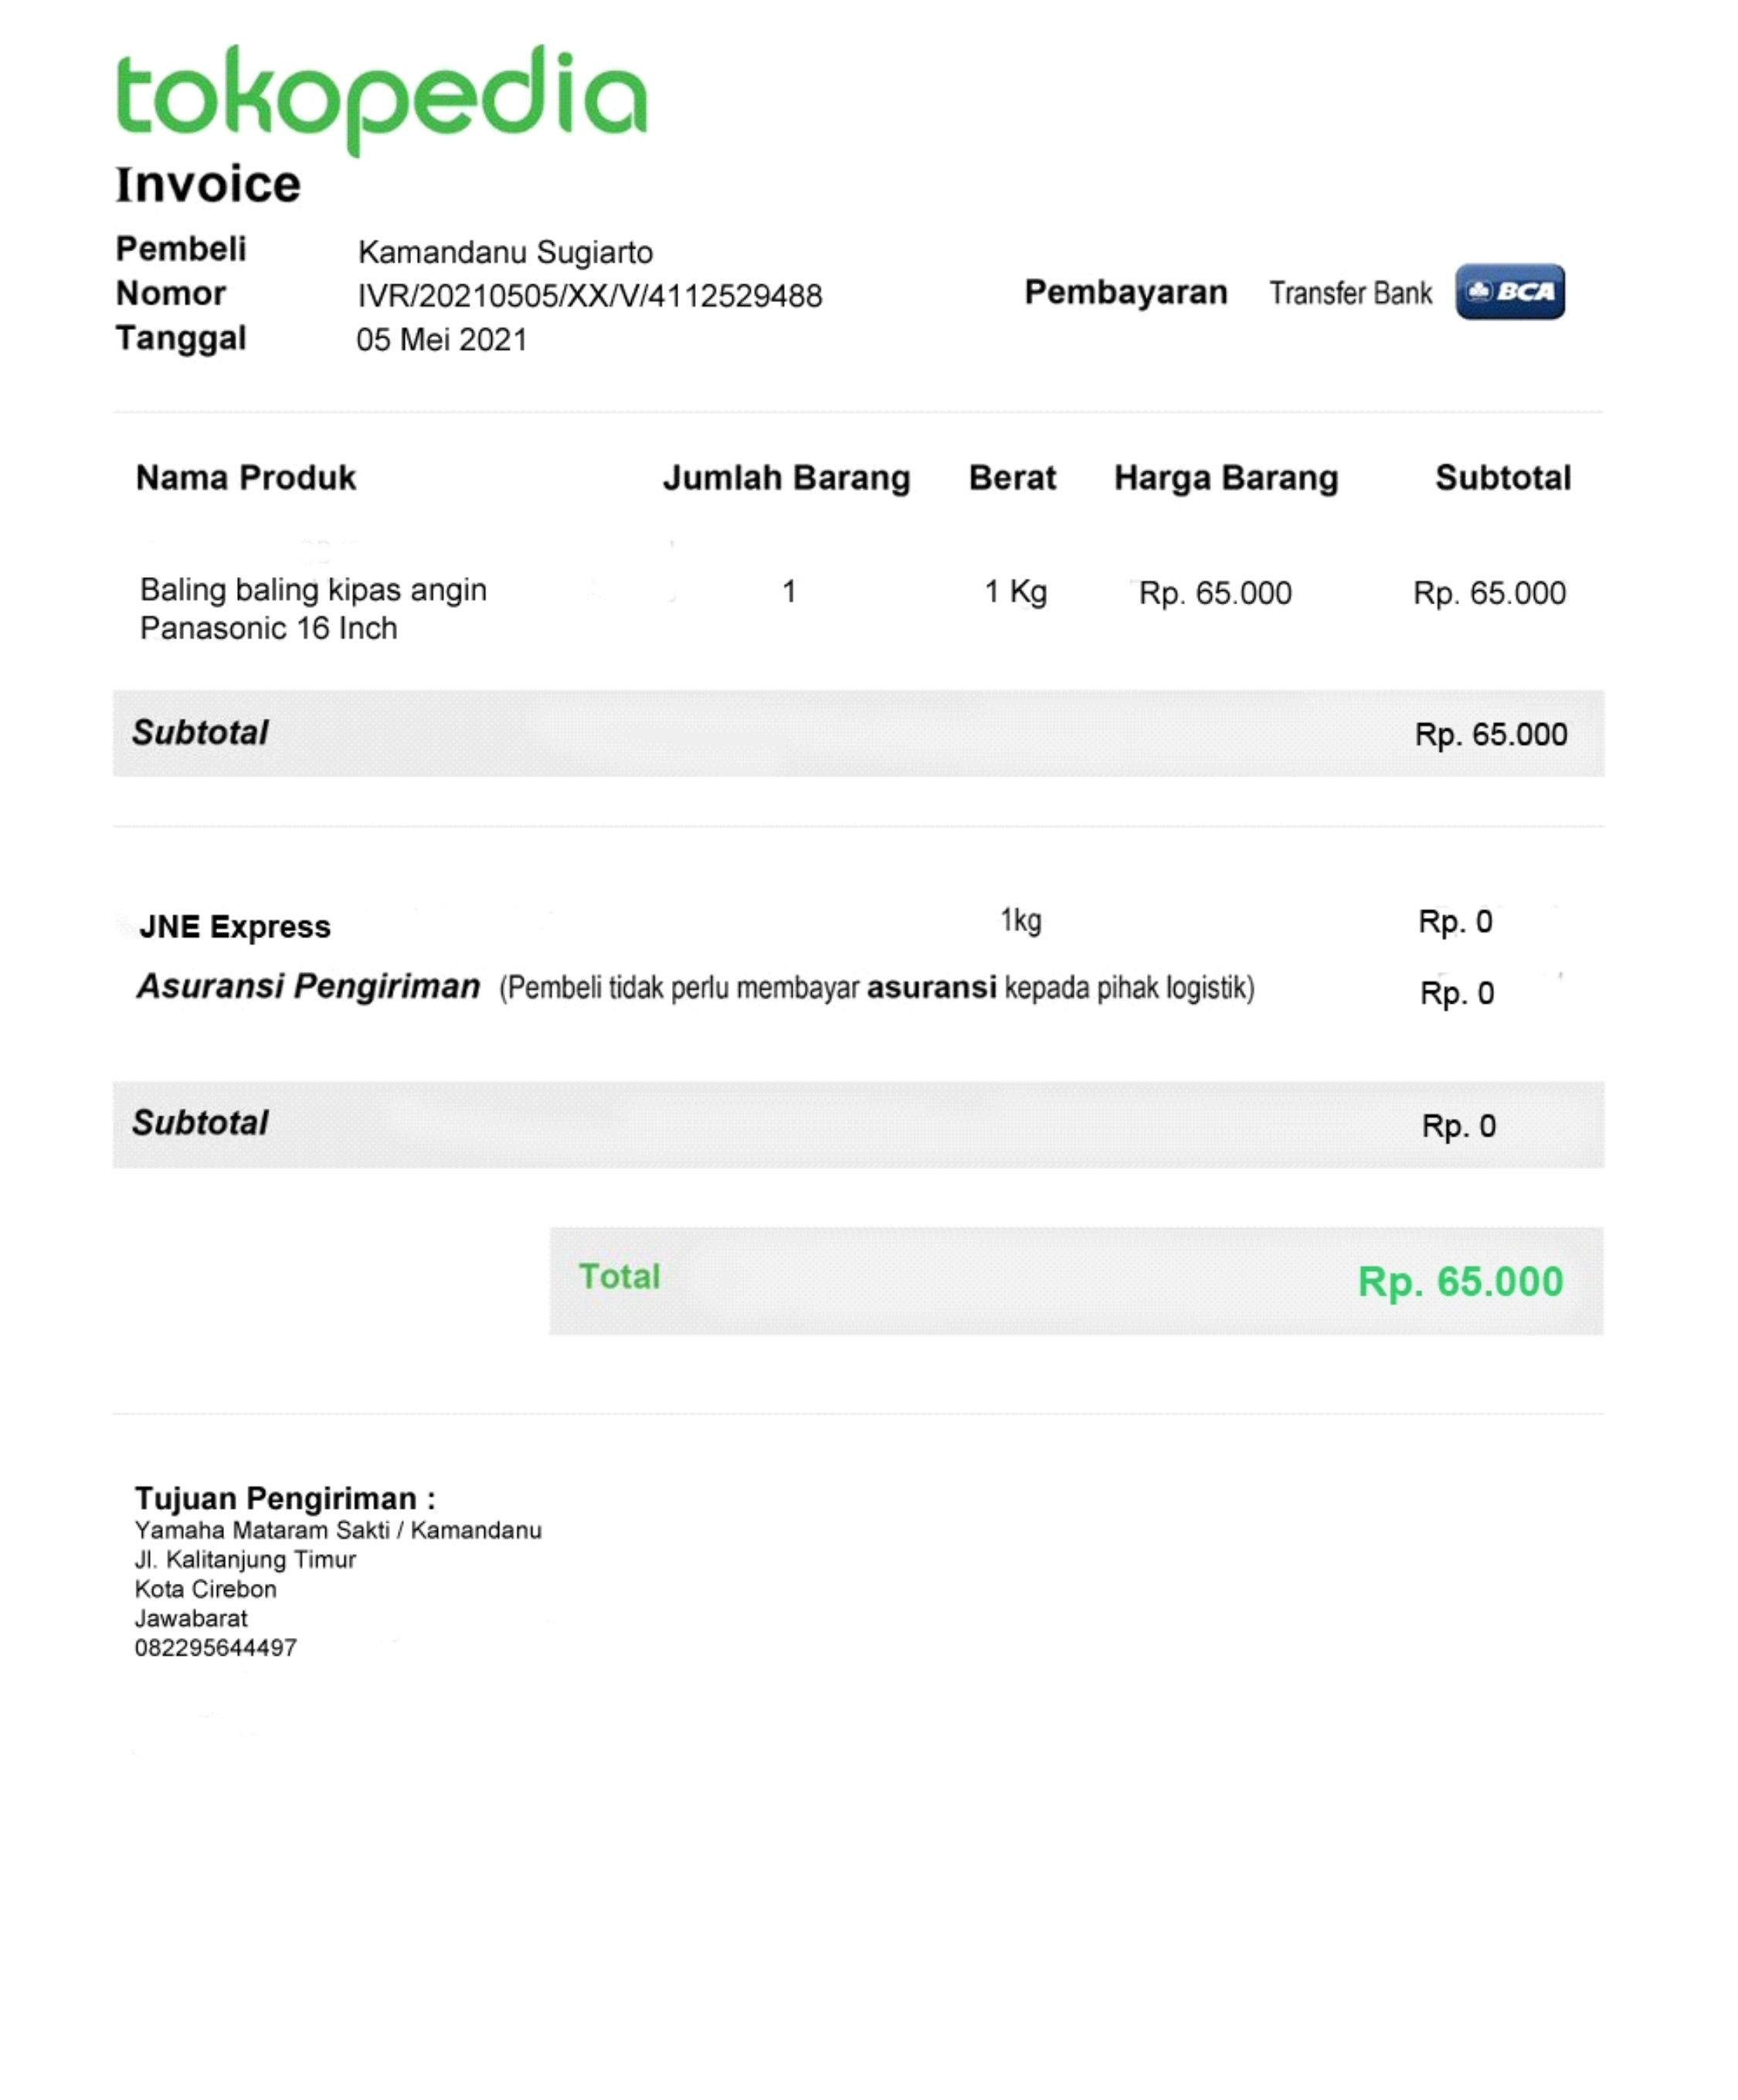 tokopedia
Invoice
Pembeli Kamandanu Sugiarto
Nomor IVR/20210505/XX/V/4112529488
Tanggal 05 Mei 2021
Pembayaran Transfer Bank BCA
Nama Produk Jumlah Barang Berat Harga Barang Subtotal
Baling baling kipas angin 1 1 Kg Rp. 65.000 Rp. 65.000
Panasonic 16 Inch
Subtotal Rp. 65.000
JNE Express 1kg Rp. 0
Asuransi Pengiriman (Pembeli tidak perlu membayar asuransi kepada pihak logistik) Rp. 0
Subtotal Rp. 0
Total Rp. 65.000
Tujuan Pengiriman :
Yamaha Mataram Sakti / Kamandanu
Jl. Kalitanjung Timur
Kota Cirebon
Jawabarat
082295644497